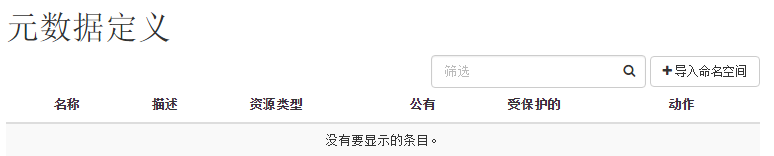 元数据定义
筛选
导入命名空间
名称 描述 资源类型 公有 受保护的 动作
没有要显示的条目。